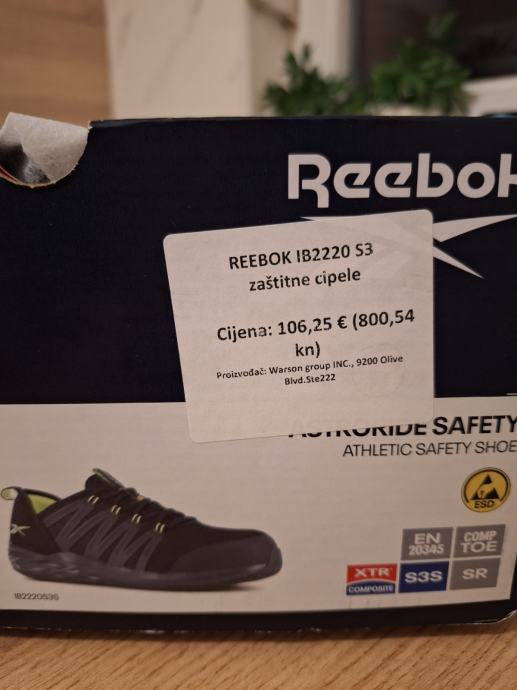 Reebok
REEBOK IB2220 S3
zaštitne cipele
Cijena: 106,25 € (800,54
kn)
Proizvođač: Warson group INC., 9200 Olive
Blvd.Ste222
ASTRORIDE SAFETY
ATHLETIC SAFETY SHOE
ESD
EN
20345
COMP
TOE
XTR
COMPOSITE
S3S
SR
IB2220S3S